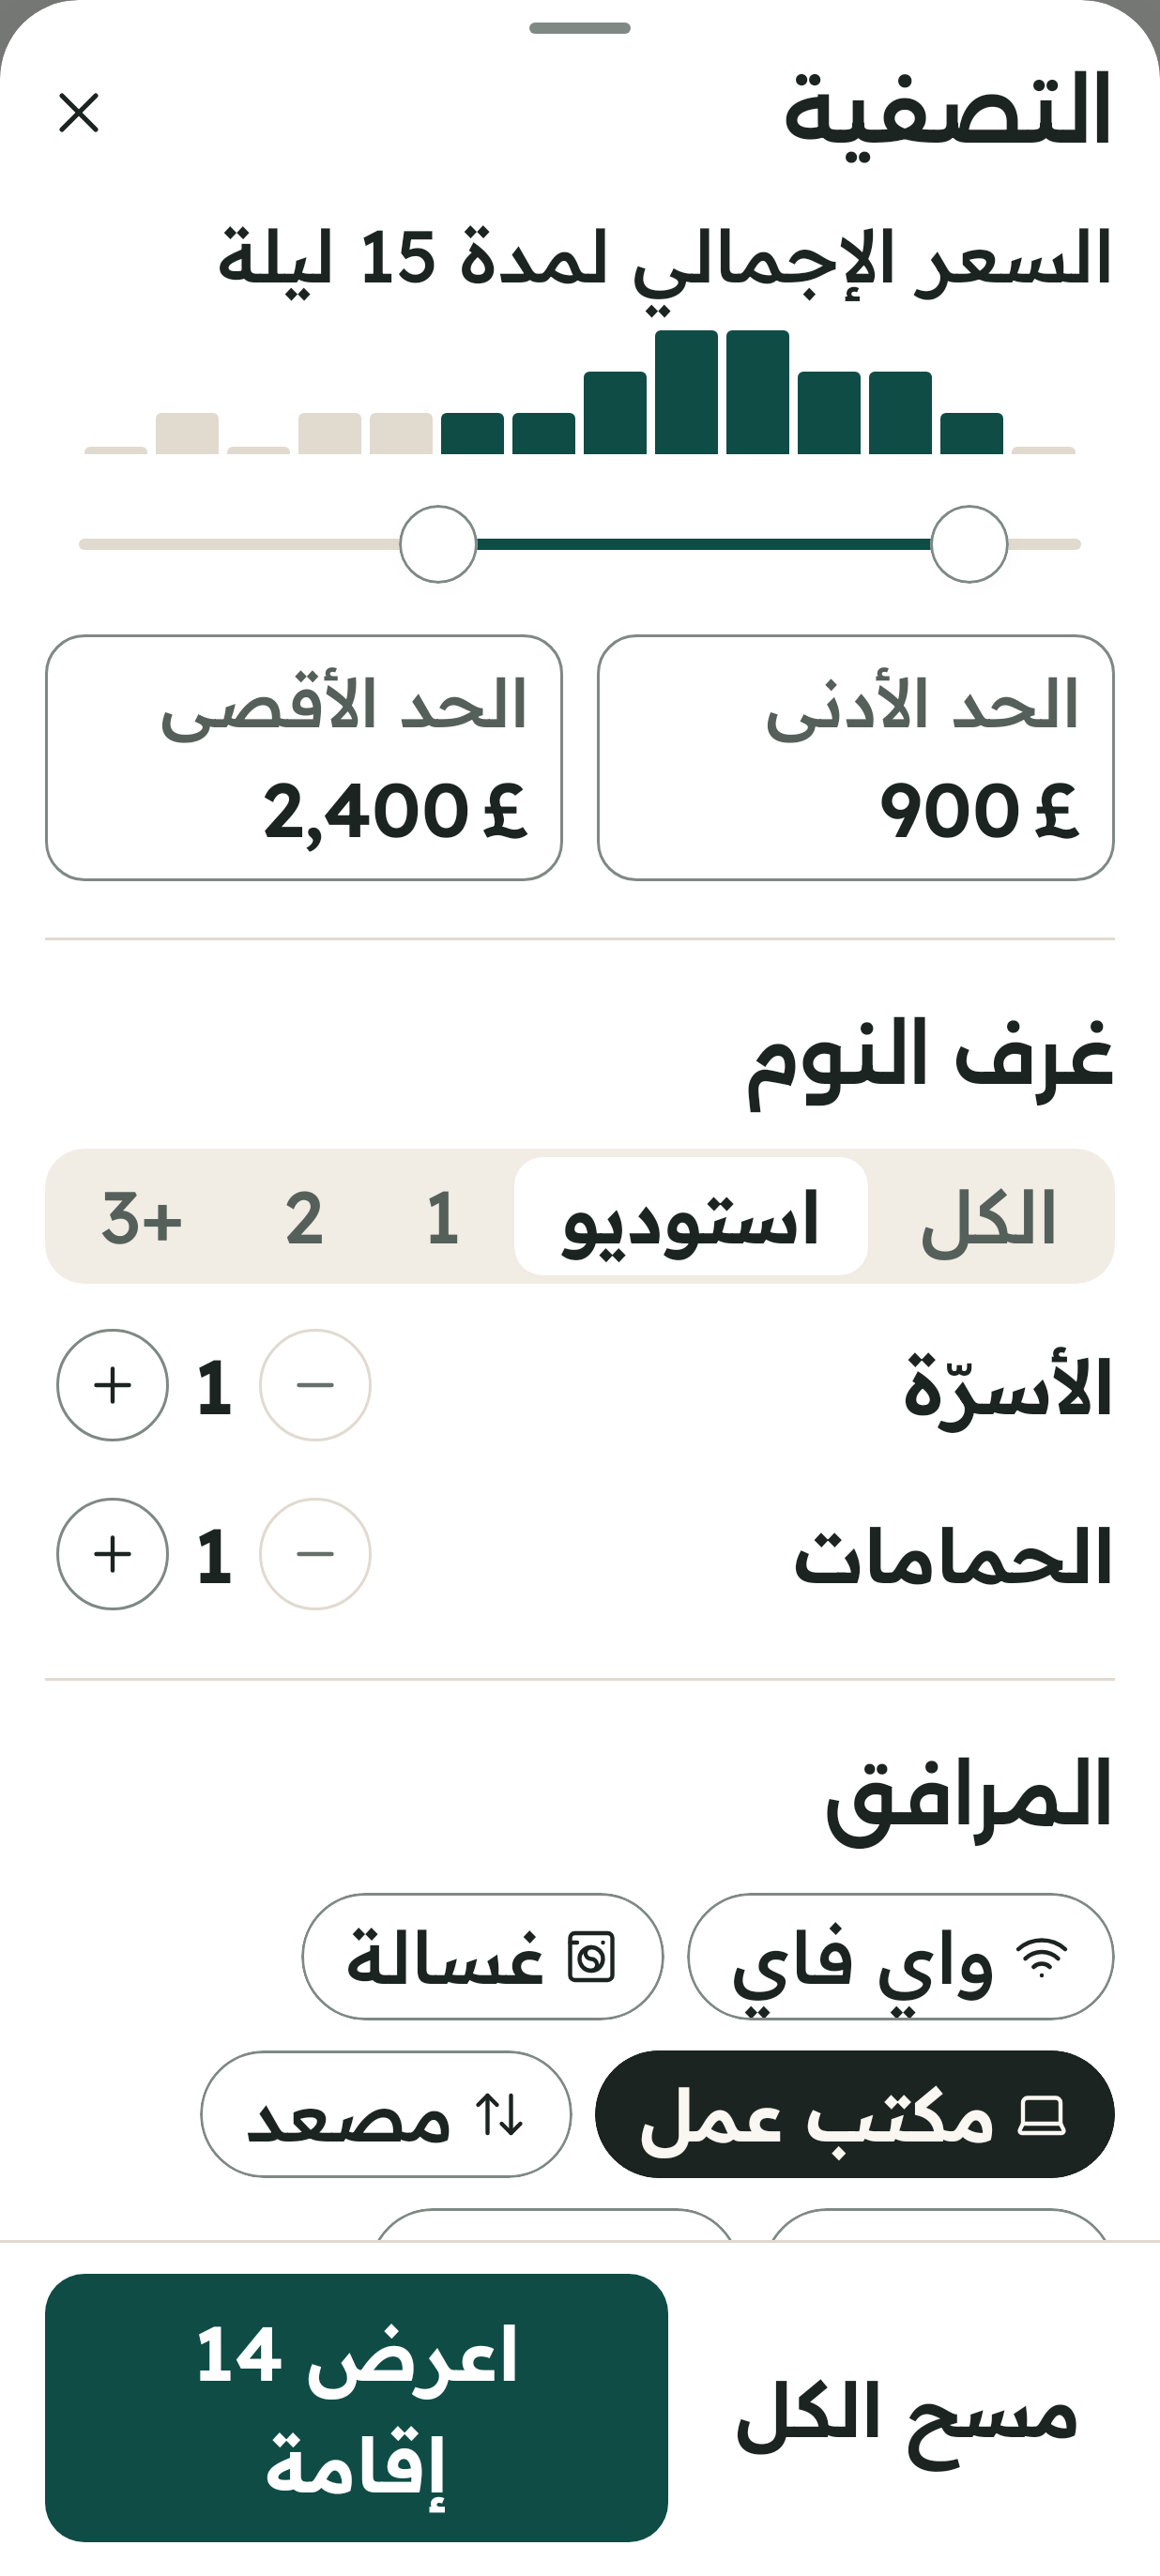 التصفية
السعر الإجمالي لمدة 15 ليلة
الحد الأدنى
£ 900
الحد الأقصى
£ 2,400
غرف النوم
الكل
استوديو
1
2
3+
الأسرّة
1
الحمامات
1
المرافق
واي فاي
غسالة
مكتب عمل
مصعد
مسح الكل
اعرض 14
إقامة